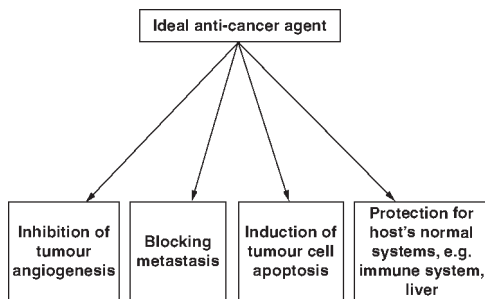 Ideal anti-cancer agent
Inhibition of
tumour
angiogenesis
Blocking
metastasis
Induction of
tumour cell
apoptosis
Protection for
host's normal
systems, e.g.
immune system,
liver